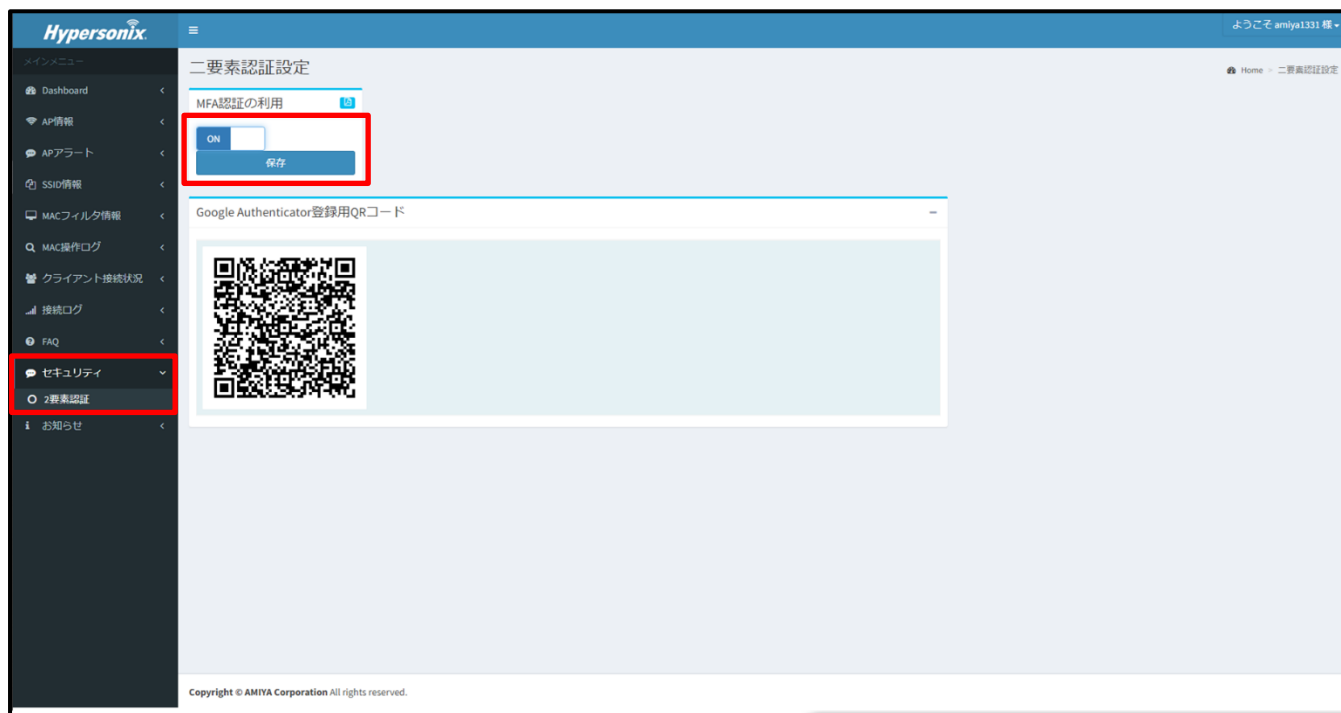 Hypersonix.
ようこそ amiya1331 様
メインメニュー
Dashboard
AP情報
APアラート
SSID情報
MACフィルタ情報
MAC操作ログ
クライアント接続状況
接続ログ
FAQ
セキュリティ
2要素認証
お知らせ
二要素認証設定
Home > 二要素認証設定
MFA認証の利用
ON
保存
Google Authenticator登録用QRコード
Copyright © AMIYA Corporation All rights reserved.